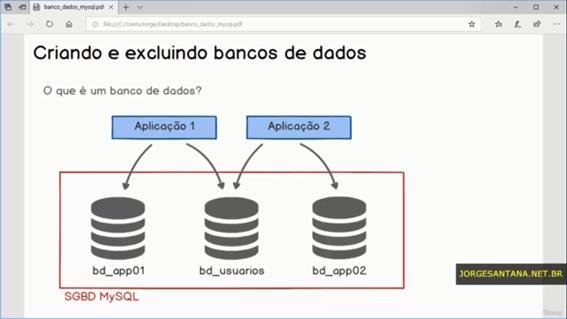 banco_dados_mysql.pdf
file:///C:/Users/Jorge/Desktop/banco_dados_mysql.pdf
Criando e excluindo bancos de dados
O que é um banco de dados?
Aplicação 1
Aplicação 2
bd_app01
bd_usuarios
bd_app02
SGBD MySQL
JORGESANTANA.NET.BR